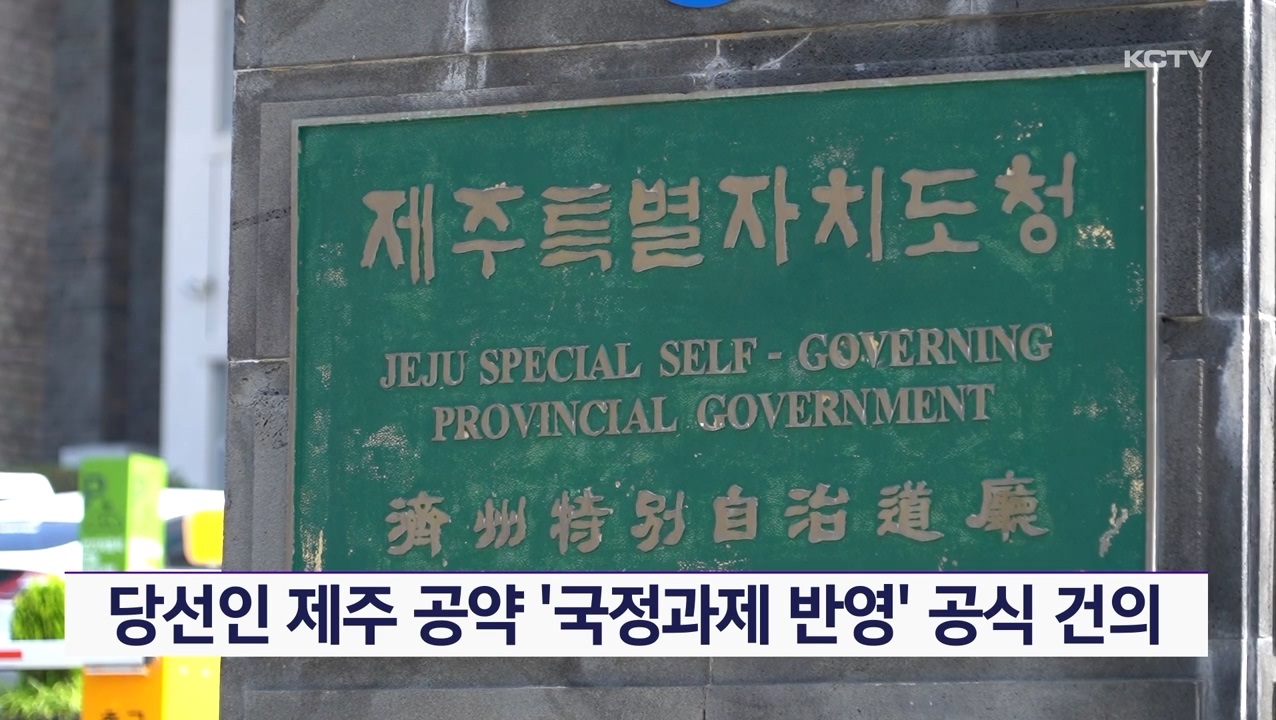 KCTV
제주특별자치도청
JEJU SPECIAL SELF - GOVERNING
PROVINCIAL GOVERNMENT
濟州特別自治道廳
당선인 제주 공약 '국정과제 반영' 공식 건의